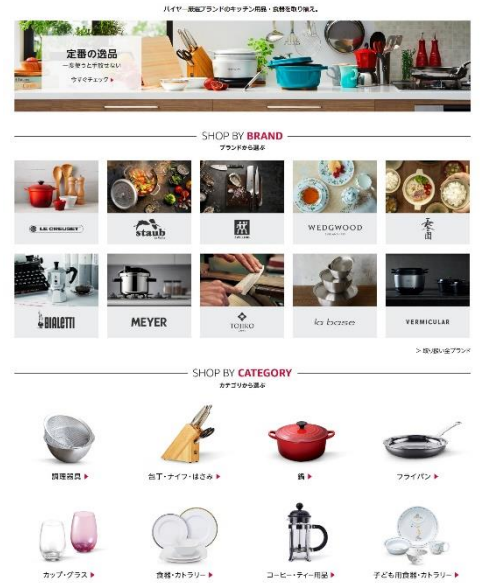 バイヤー厳選ブランドのキッチン用品・食器を取り揃え。
定番の逸品
一度使うと手放せない
今すぐチェック
SHOP BY BRAND
ブランドから選ぶ
LE CREUSET
staub
WEDGWOOD
BIALETTI
MEYER
TOJIRO
la base
VERMICULAR
> 取り扱い全ブランド
SHOP BY CATEGORY
カテゴリから選ぶ
調理器具
包丁・ナイフ・はさみ
鍋
フライパン
カップ・グラス
食器・カトラリー
コーヒー・ティー用品
子ども用食器・カトラリー